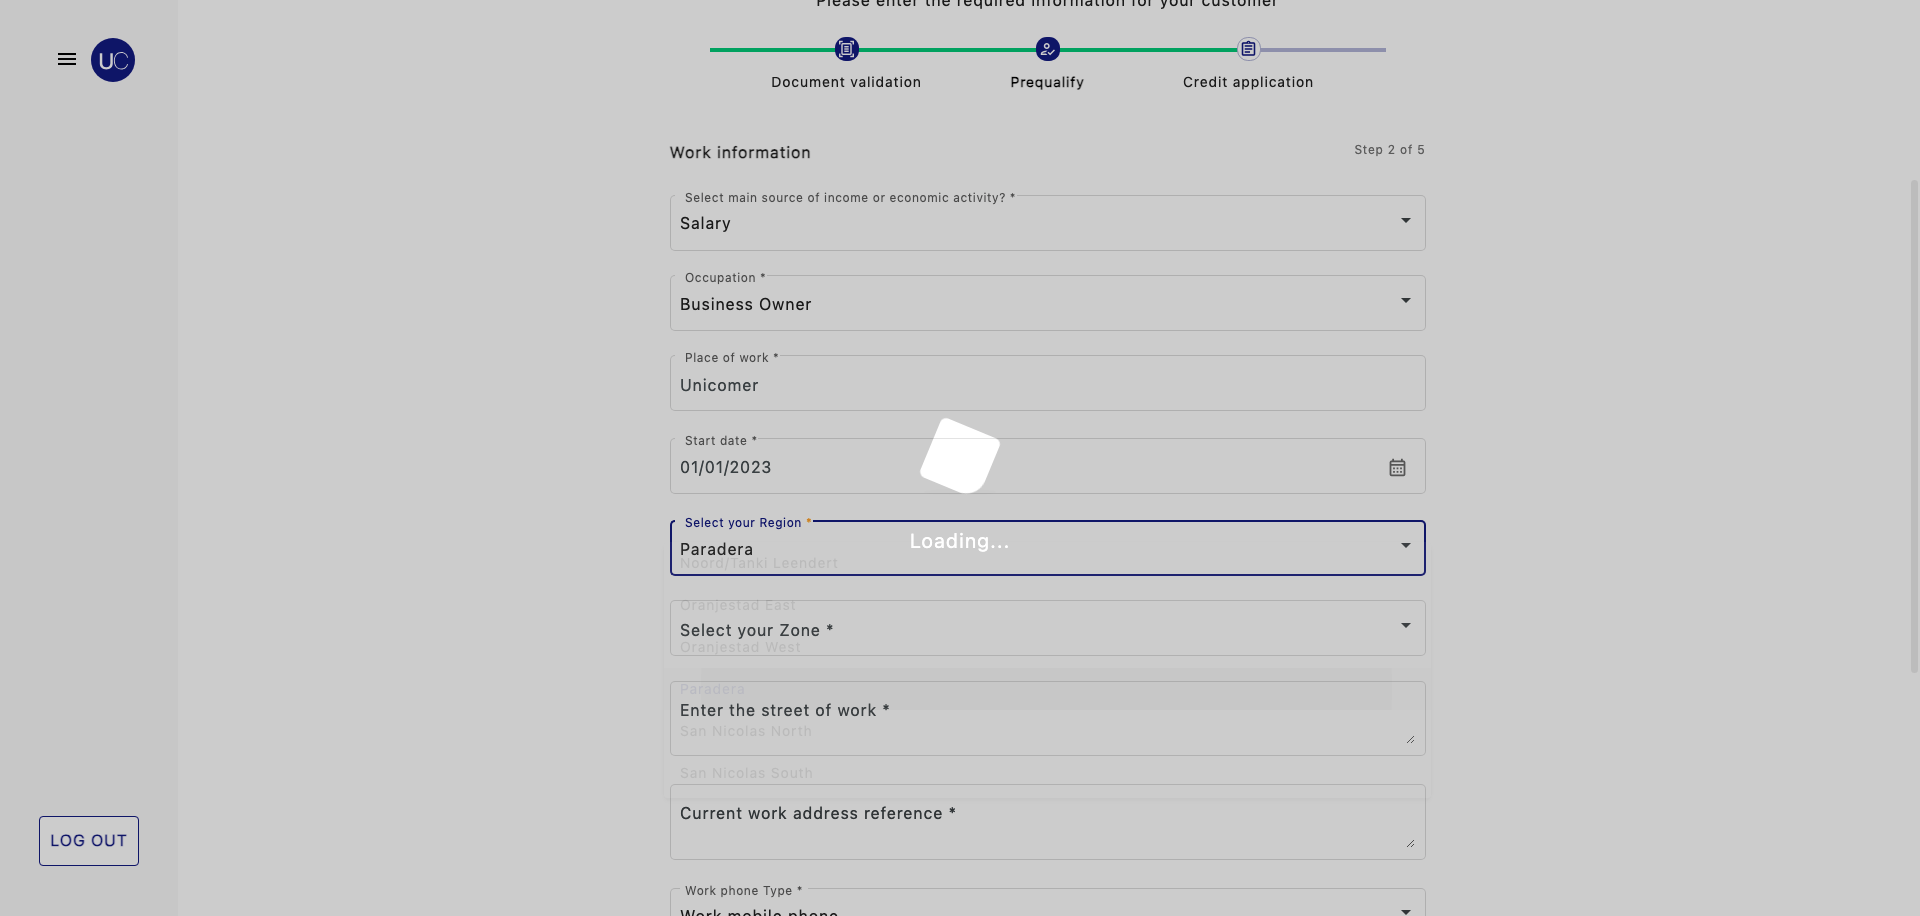 Please enter the required information for your customer
UC
Document validation
Prequalify
Credit application
Work information
Step 2 of 5
Select main source of income or economic activity? *
Salary
Occupation *
Business Owner
Place of work *
Unicomer
Start date *
01/01/2023
Select your Region *
Paradera
Loading...
Noord/Tanki Leendert
Oranjestad East
Select your Zone *
Oranjestad West
Paradera
Enter the street of work *
San Nicolas North
San Nicolas South
Current work address reference *
LOG OUT
Work phone Type *
Work mobile phone